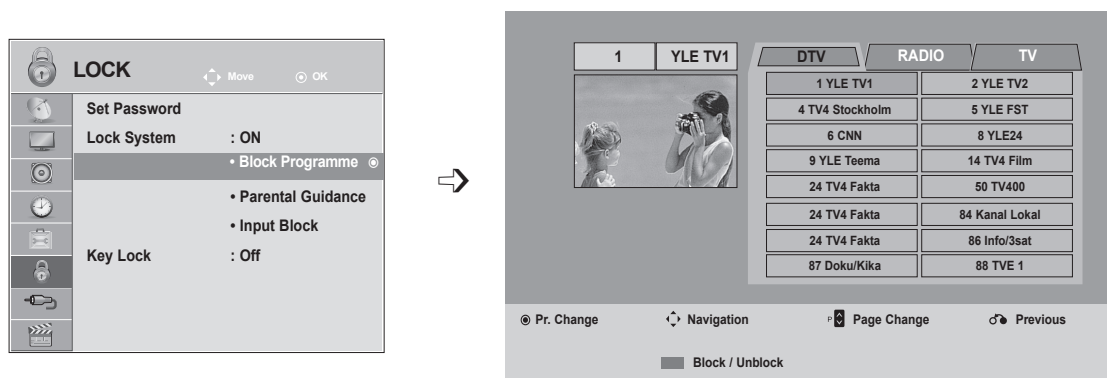 LOCK
Move
OK
Set Password
Lock System : ON
• Block Programme
• Parental Guidance
• Input Block
Key Lock : Off
1 YLE TV1
DTV RADIO TV
1 YLE TV1 2 YLE TV2
4 TV4 Stockholm 5 YLE FST
6 CNN 8 YLE24
9 YLE Teema 14 TV4 Film
24 TV4 Fakta 50 TV400
24 TV4 Fakta 84 Kanal Lokal
24 TV4 Fakta 86 Info/3sat
87 Doku/Kika 88 TVE 1
Pr. Change Navigation P Page Change Previous
Block / Unblock